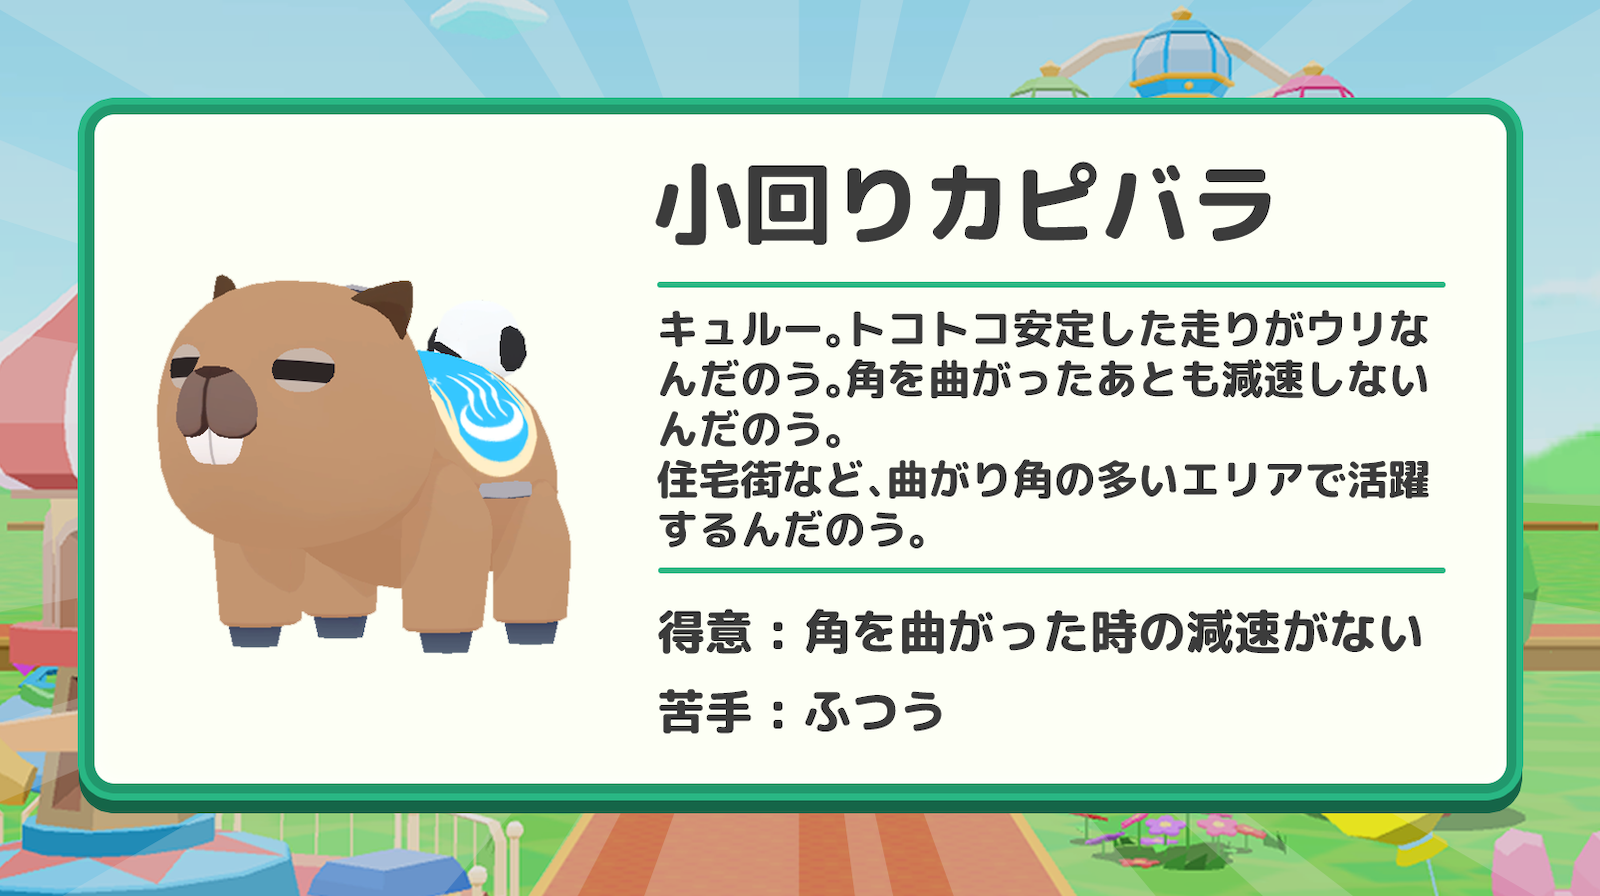 小回りカピバラ
キュルー。トコトコ安定した走りがウリな
んだのう。角を曲がったあとも減速しない
んだのう。
住宅街など、曲がり角の多いエリアで活躍
するんだのう。
得意：角を曲がった時の減速がない
苦手：ふつう